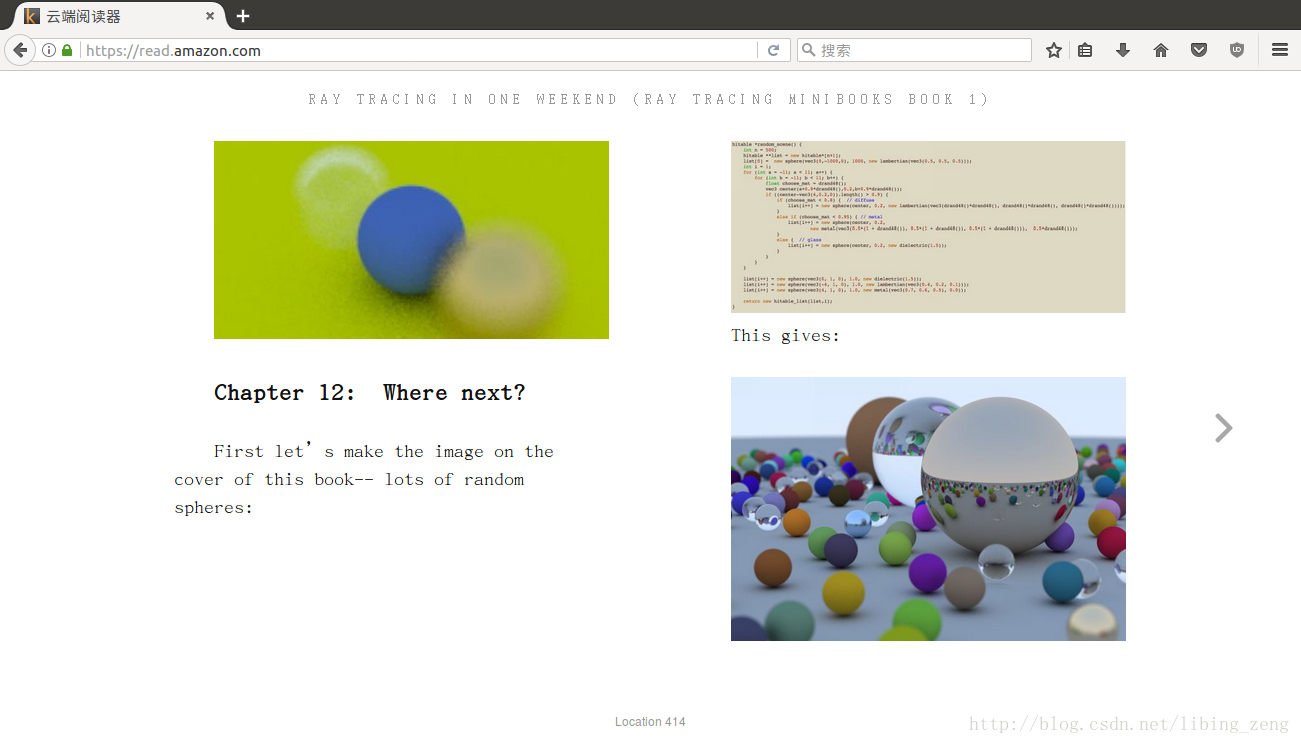 云端阅读器
https://read.amazon.com
搜索
RAY TRACING IN ONE WEEKEND (RAY TRACING MINIBOOKS BOOK 1)
Chapter 12: Where next?
First let's make the image on the
cover of this book-- lots of random
spheres:
hitable *random_scene() {
int n = 500;
hitable **list = new hitable*[n+1];
list[0] = new sphere(vec3(0,-1000,0), 1000, new lambertian(vec3(0.5, 0.5, 0.5)));
int i = 1;
for (int a = -11; a < 11; a++) {
for (int b = -11; b < 11; b++) {
float choose_mat = drand48();
vec3 center(a+0.9*drand48(),0.2,b+0.9*drand48());
if ((center-vec3(4,0.2,0)).length() > 0.9) {
if (choose_mat < 0.8) { // diffuse
list[i++] = new sphere(center, 0.2, new lambertian(vec3(drand48()*drand48(), drand48()*drand48(), drand48()*drand48())));
}
else if (choose_mat < 0.95) { // metal
list[i++] = new sphere(center, 0.2,
new metal(vec3(0.5*(1 + drand48()), 0.5*(1 + drand48()), 0.5*(1 + drand48())), 0.5*drand48()));
}
else { // glass
list[i++] = new sphere(center, 0.2, new dielectric(1.5));
}
}
}
}
list[i++] = new sphere(vec3(0, 1, 0), 1.0, new dielectric(1.5));
list[i++] = new sphere(vec3(-4, 1, 0), 1.0, new lambertian(vec3(0.4, 0.2, 0.1)));
list[i++] = new sphere(vec3(4, 1, 0), 1.0, new metal(vec3(0.7, 0.6, 0.5), 0.0));
return new hitable_list(list,i);
}
This gives:
Location 414
http://blog.csdn.net/libing_zeng